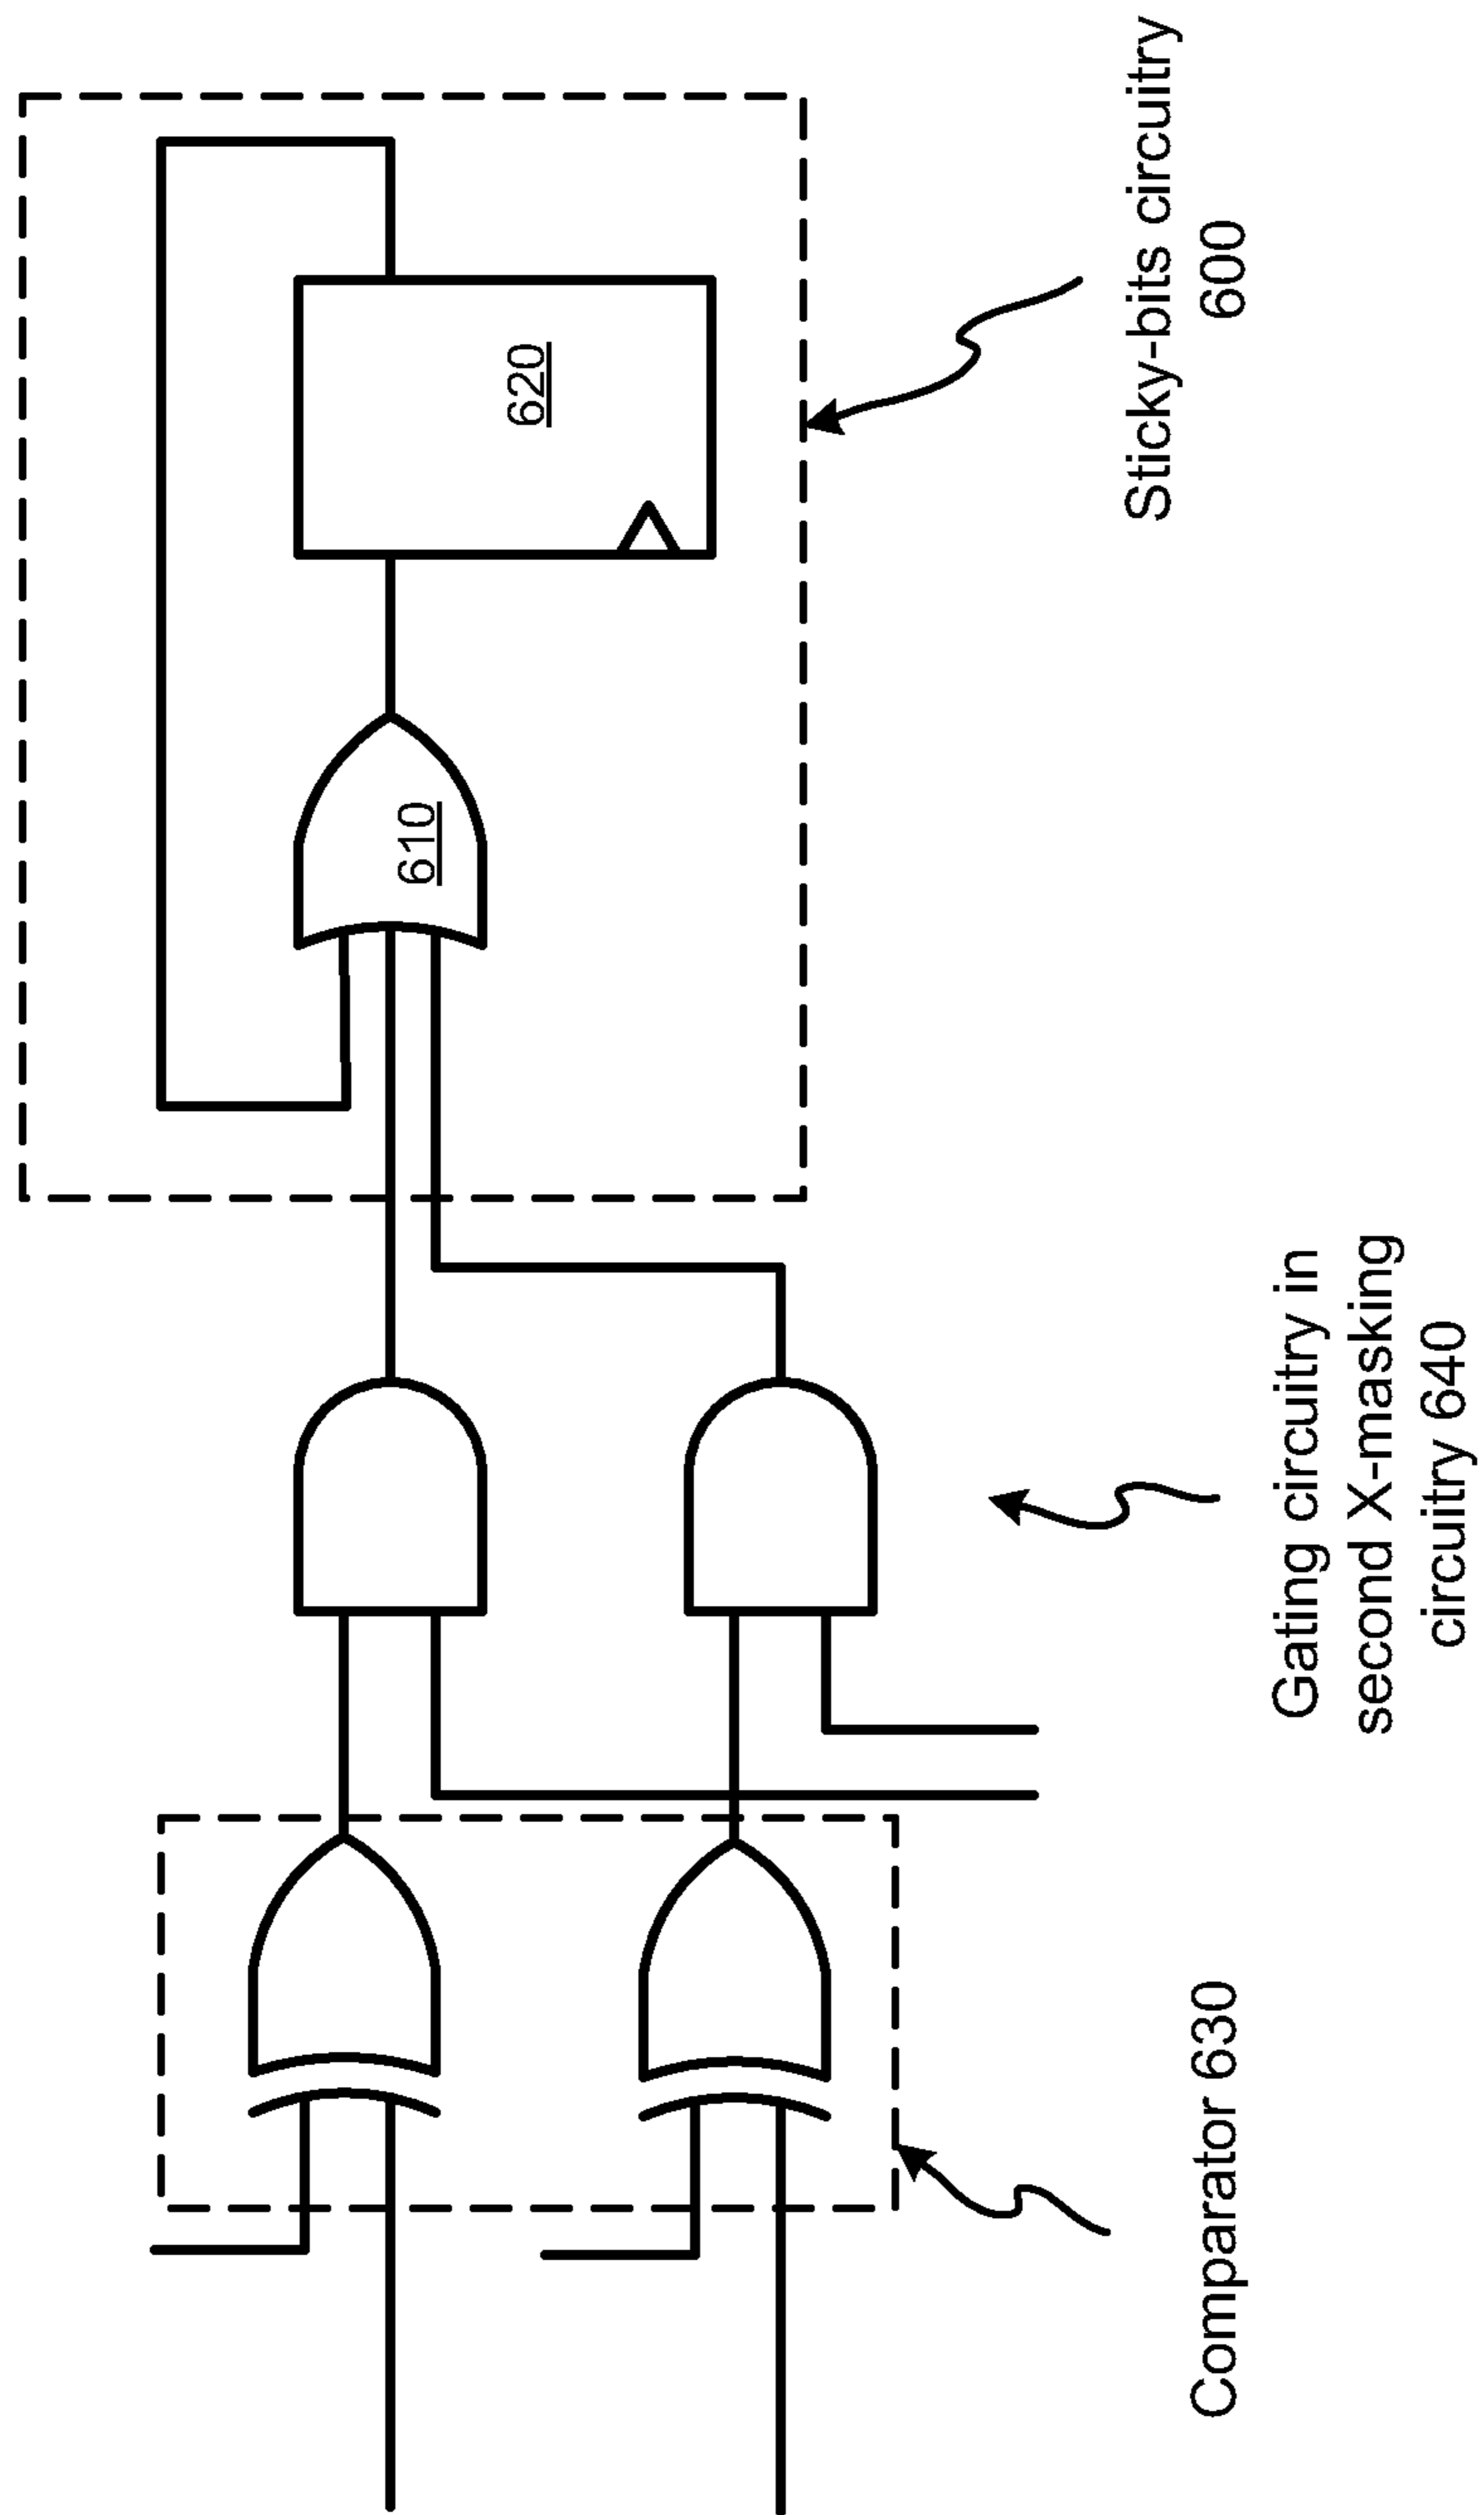 620
610
Sticky-bits circuitry
600
Gating circuitry in
second X-masking
circuitry 640
Comparator 630